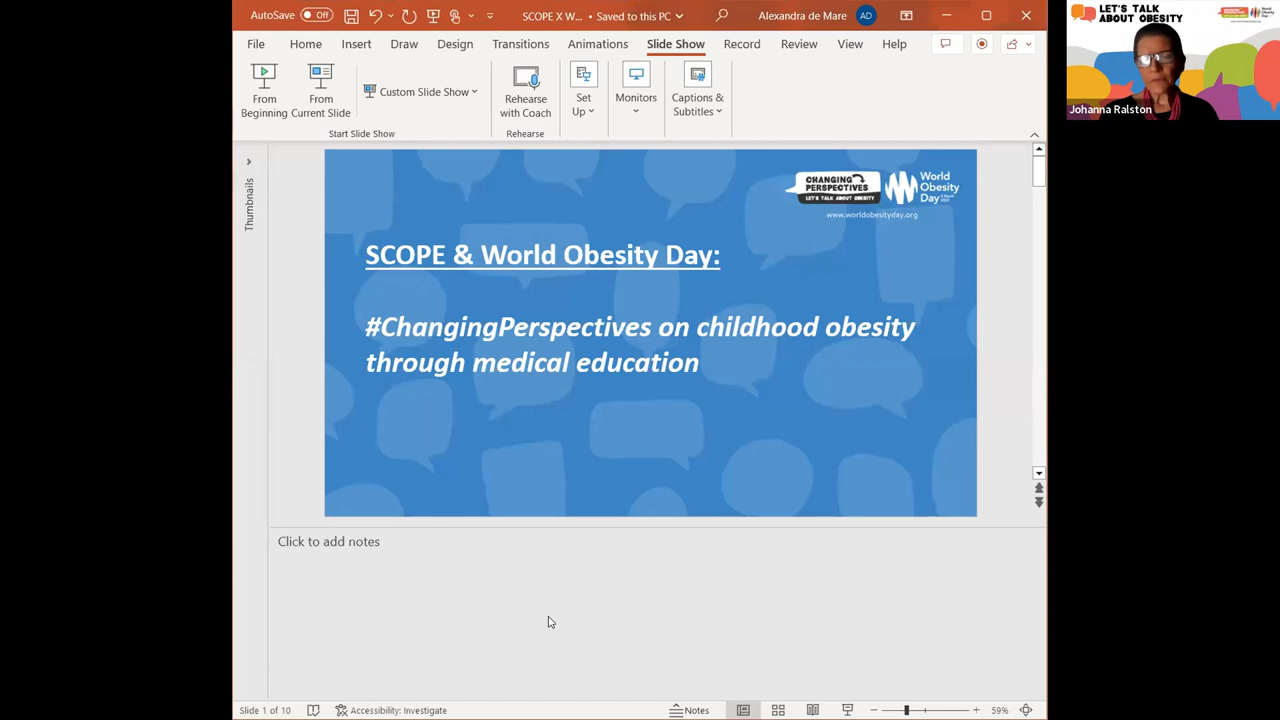 AutoSave Off SCOPE X W... • Saved to this PC Alexandra de Mare AD
File Home Insert Draw Design Transitions Animations Slide Show Record Review View Help
From Beginning
From Current Slide
Custom Slide Show
Rehearse with Coach
Set Up
Monitors
Captions & Subtitles
Start Slide Show
Rehearse
Thumbnails
CHANGING
PERSPECTIVES
LET'S TALK ABOUT OBESITY
World
Obesity
Day
www.worldobesityday.org
SCOPE & World Obesity Day:
#ChangingPerspectives on childhood obesity
through medical education
Click to add notes
Slide 1 of 10 Accessibility: Investigate Notes 59%
LET'S TALK
ABOUT OBESITY
Johanna Ralston